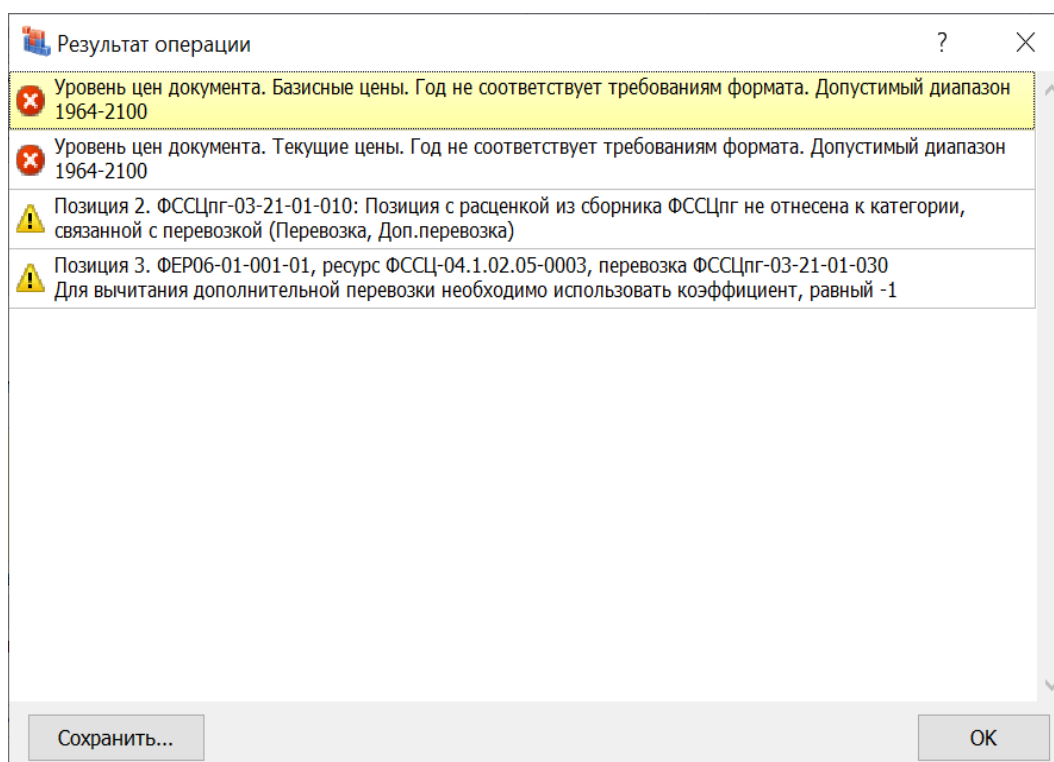 Результат операции
?
Уровень цен документа. Базисные цены. Год не соответствует требованиям формата. Допустимый диапазон
1964-2100
Уровень цен документа. Текущие цены. Год не соответствует требованиям формата. Допустимый диапазон
1964-2100
Позиция 2. ФССЦпг-03-21-01-010: Позиция с расценкой из сборника ФССЦпг не отнесена к категории,
связанной с перевозкой (Перевозка, Доп.перевозка)
Позиция 3. ФЕР06-01-001-01, ресурс ФССЦ-04.1.02.05-0003, перевозка ФССЦпг-03-21-01-030
Для вычитания дополнительной перевозки необходимо использовать коэффициент, равный -1
Сохранить...
ОК